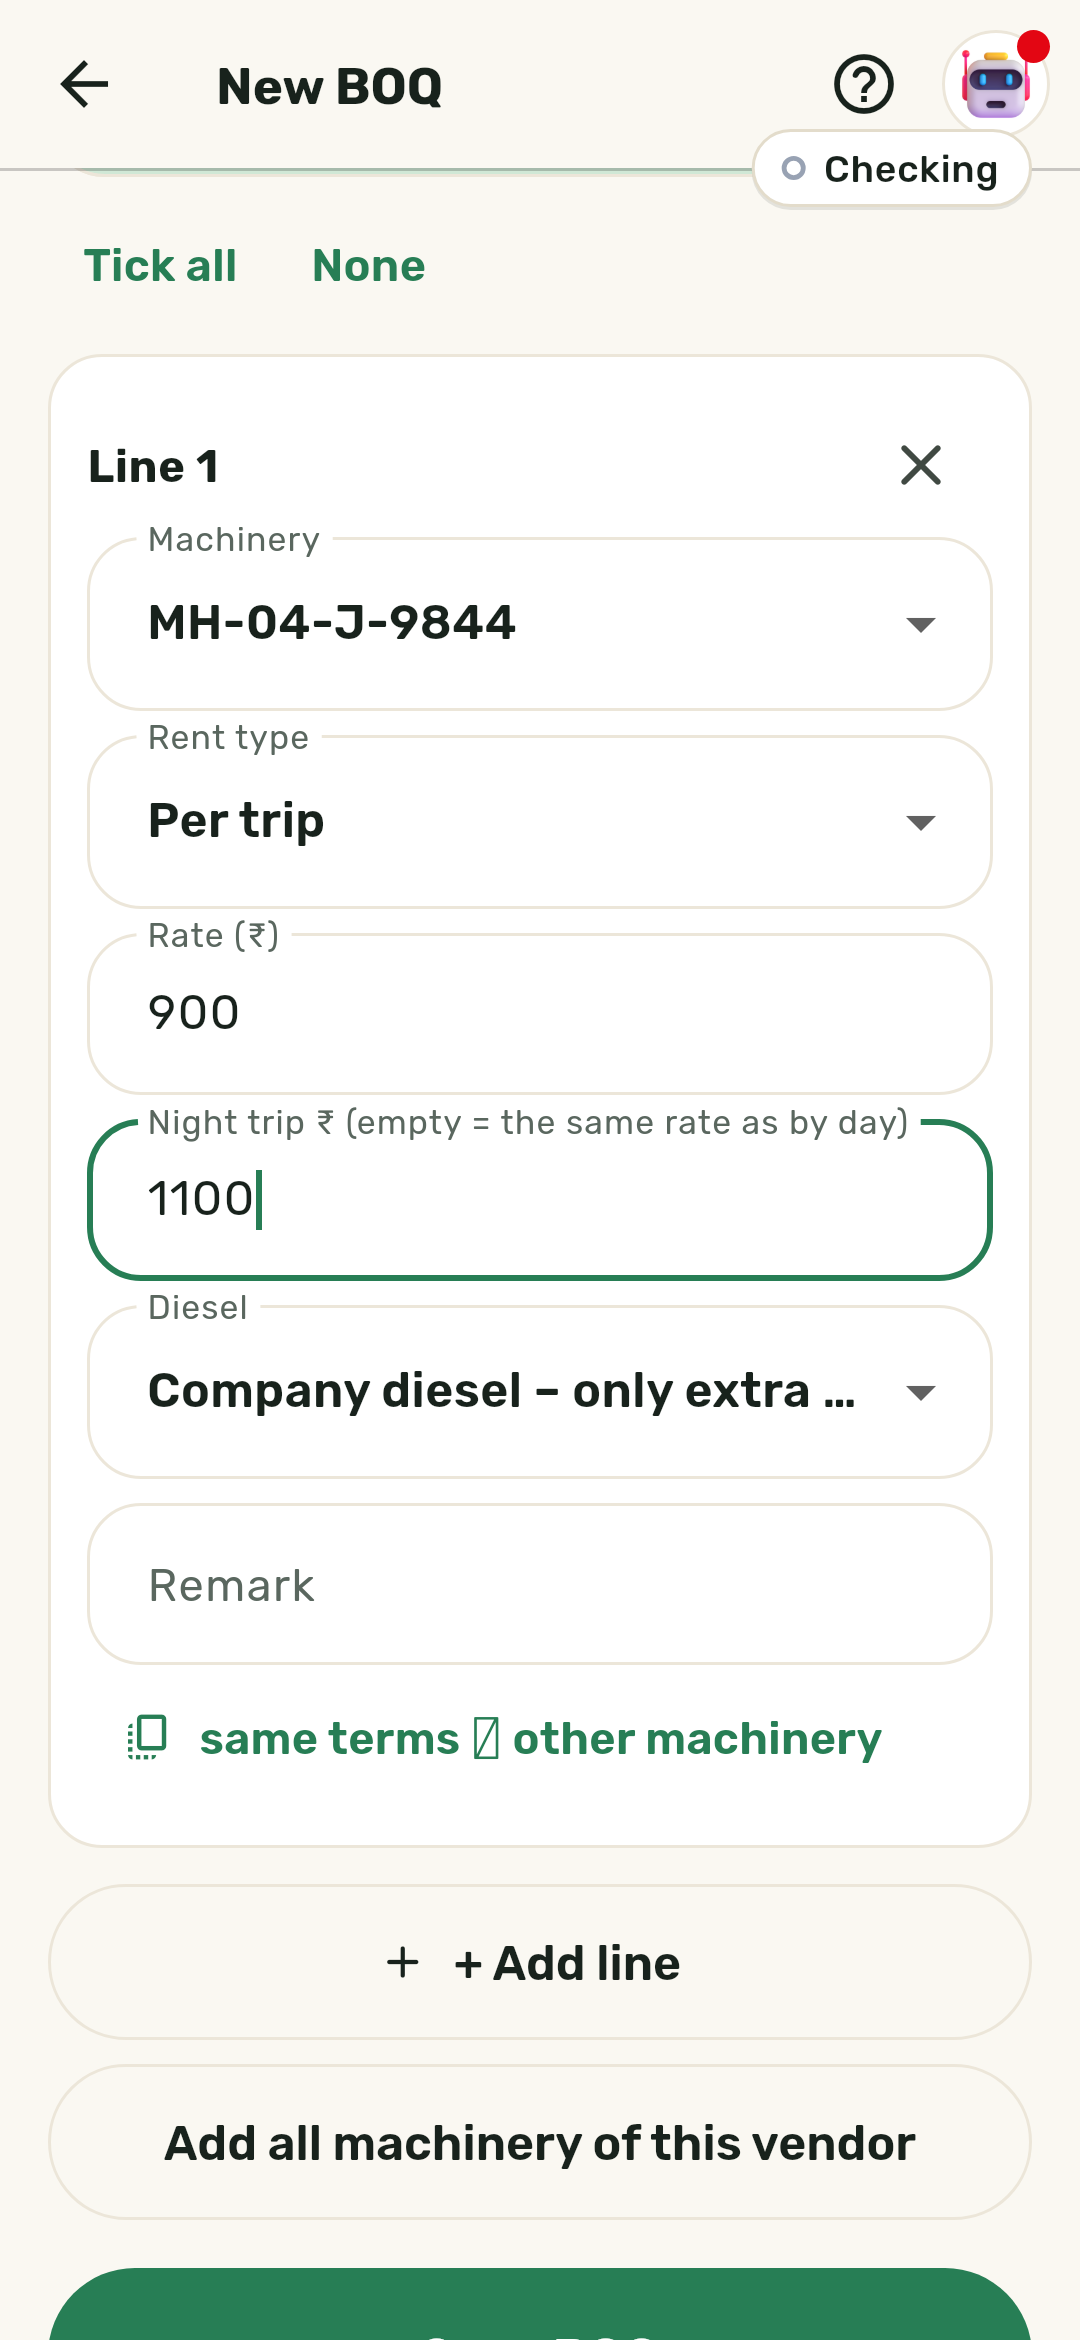 New BOQ
Checking
Tick all None
Line 1
Machinery
MH-04-J-9844
Rent type
Per trip
Rate (₹)
900
Night trip ₹ (empty = the same rate as by day)
1100
Diesel
Company diesel – only extra ...
Remark
same terms other machinery
+ Add line
Add all machinery of this vendor